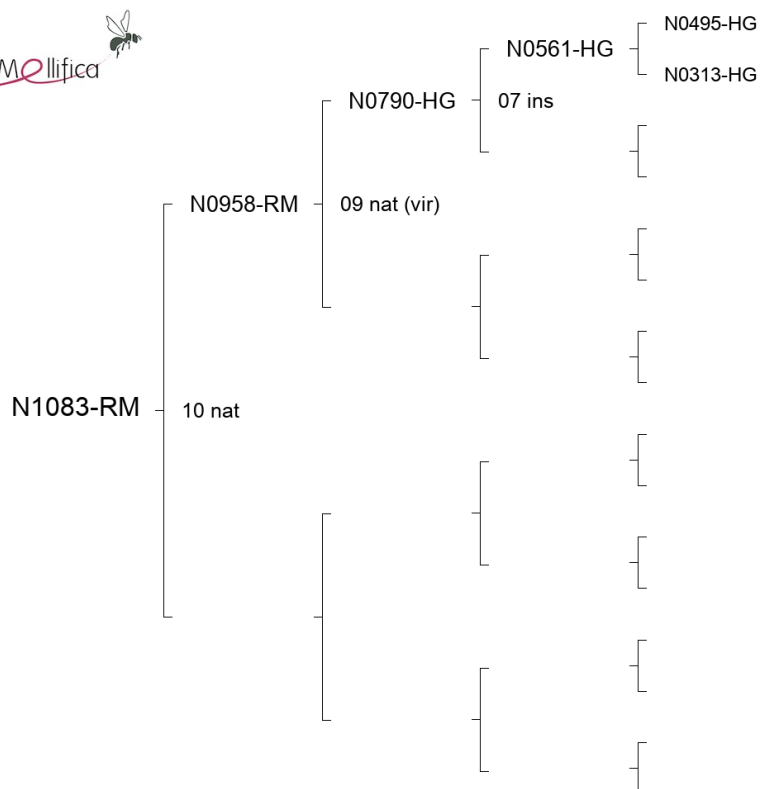 Mellifica
N0495-HG
N0561-HG
N0313-HG
N0790-HG
07 ins
N0958-RM
09 nat (vir)
N1083-RM
10 nat